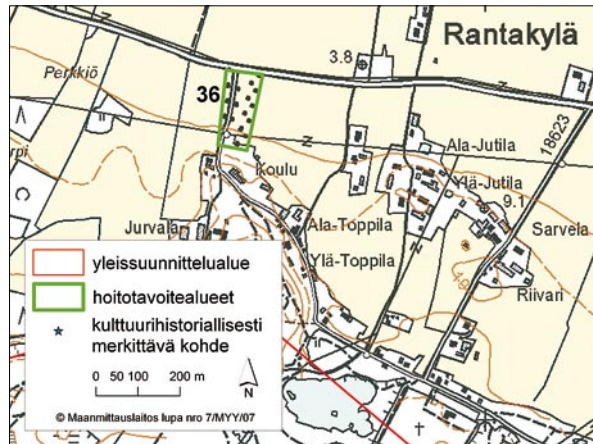 Rantakylä
Perkkiö
3.8
36
Z
Z
Z
18623
Ala-Jutila
Koulu
Ylä-Jutila
9.1
Jurvala
Ala-Toppila
Sarvela
Ylä-Toppila
Riivari
yleissuunnittelualue
hoitotavoitealueet
kulttuurihistoriallisesti
merkittävä kohde
0 50 100 200 m
N
© Maanmittauslaitos lupa nro 7/MYY/07